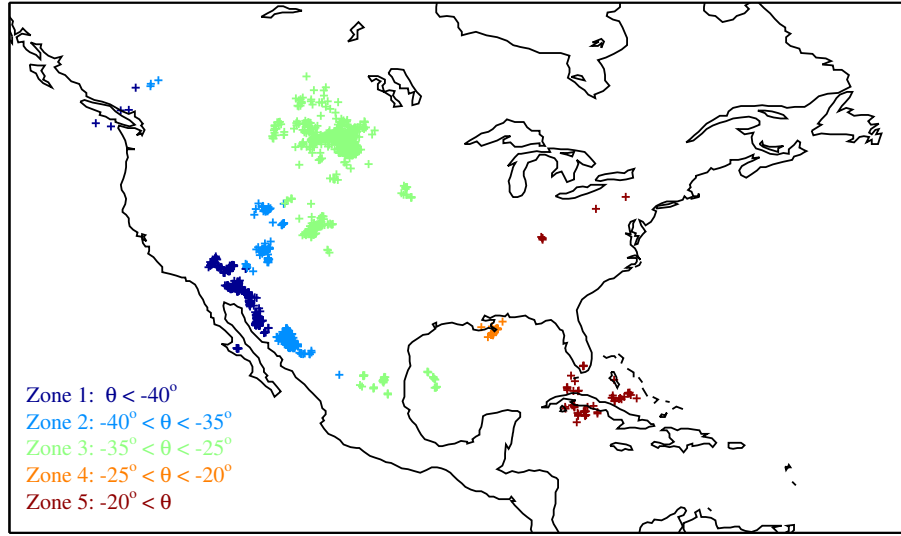 Zone 1: θ < -40°
Zone 2: -40° < θ < -35°
Zone 3: -35° < θ < -25°
Zone 4: -25° < θ < -20°
Zone 5: -20° < θ